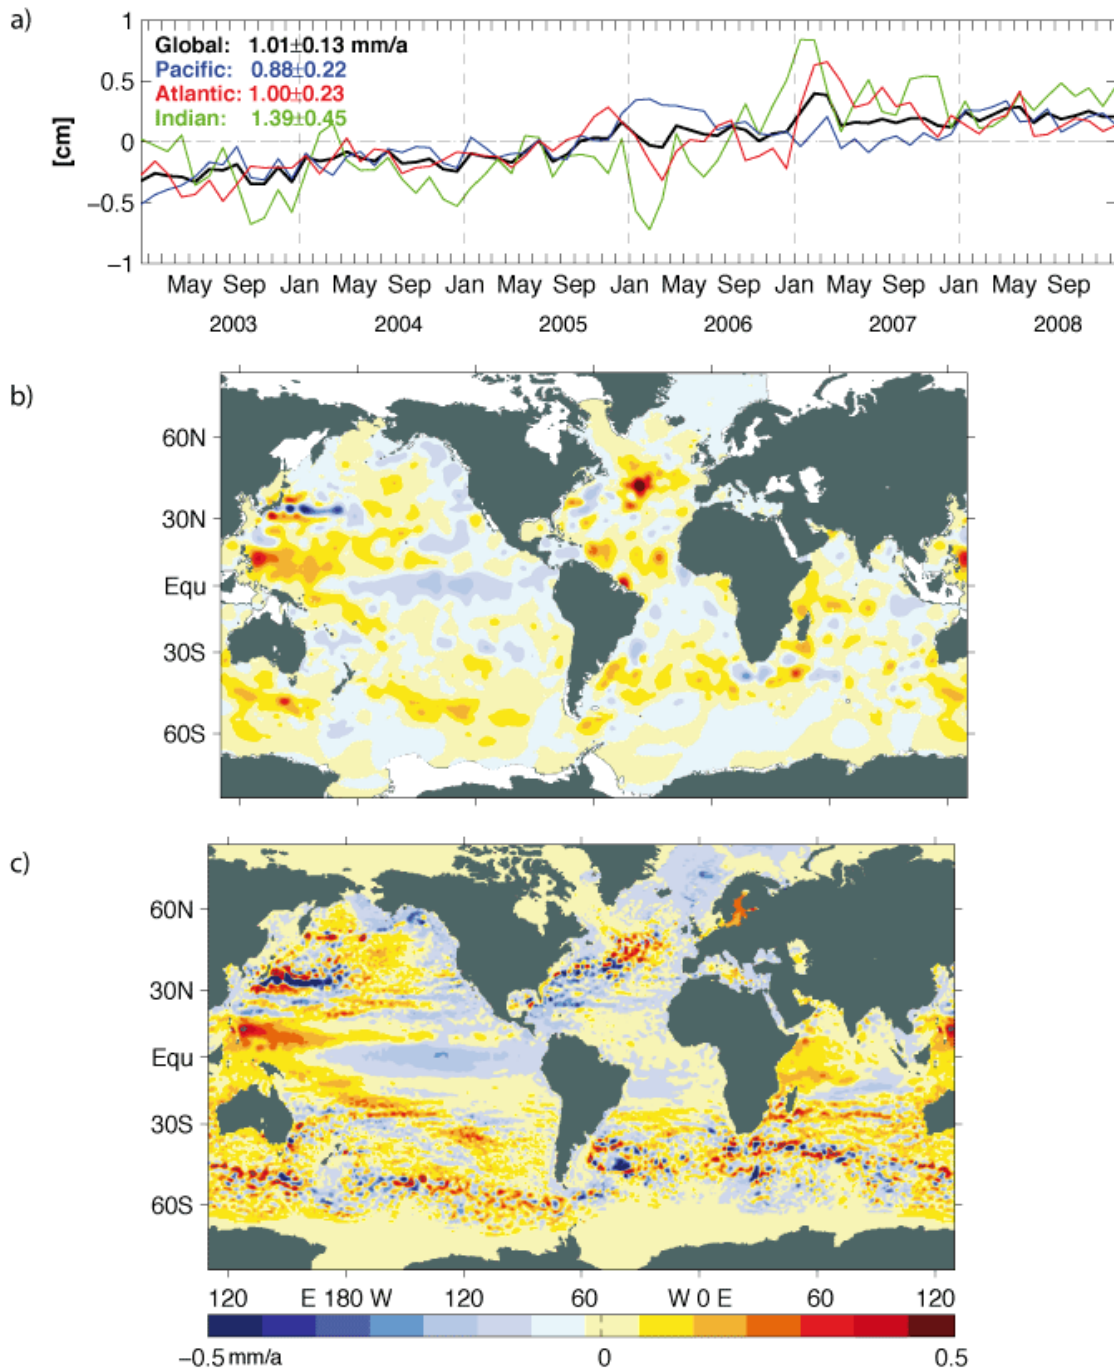 a)
Global: 1.01±0.13 mm/a
Pacific: 0.88±0.22
Atlantic: 1.00±0.23
Indian: 1.39±0.45
[cm]
1
0.5
0
−0.5
−1
May Sep Jan May Sep Jan May Sep Jan May Sep Jan May Sep Jan May Sep
2003 2004 2005 2006 2007 2008
b)
60N
30N
Equ
30S
60S
c)
60N
30N
Equ
30S
60S
120 E 180 W 120 60 W 0 E 60 120
−0.5 mm/a 0 0.5